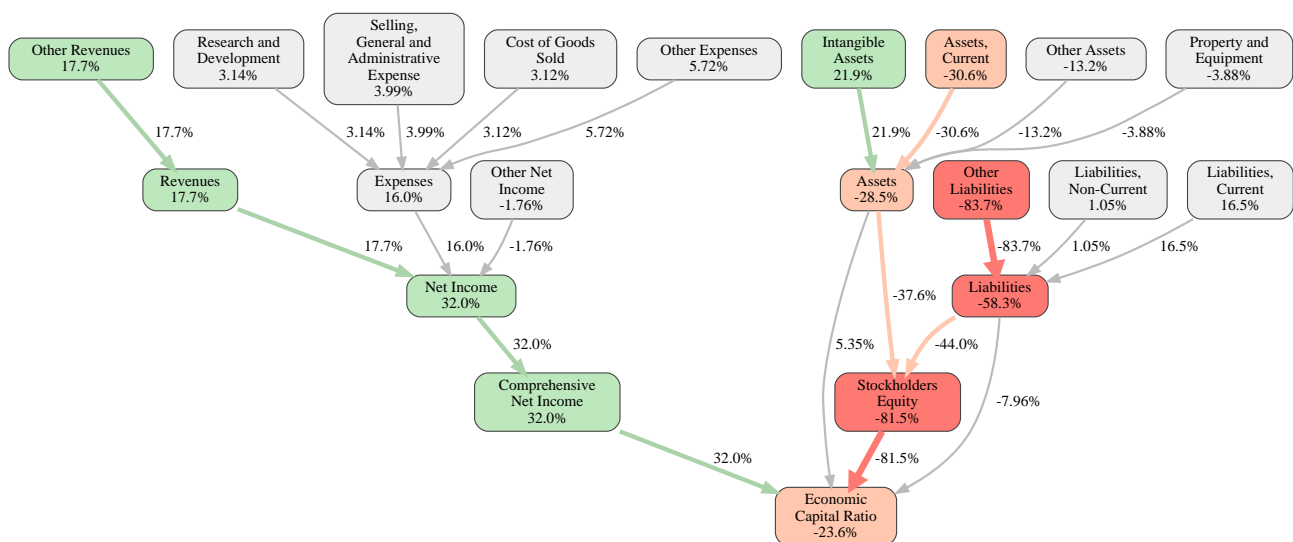 Other Revenues
17.7%
Research and
Development
3.14%
Selling,
General and
Administrative
Expense
3.99%
Cost of Goods
Sold
3.12%
Other Expenses
5.72%
Intangible
Assets
21.9%
Assets,
Current
-30.6%
Other Assets
-13.2%
Property and
Equipment
-3.88%
17.7%
3.14%
3.99%
3.12%
5.72%
21.9%
-30.6%
-13.2%
-3.88%
Revenues
17.7%
Expenses
16.0%
Other Net
Income
-1.76%
Assets
-28.5%
Other
Liabilities
-83.7%
Liabilities,
Non-Current
1.05%
Liabilities,
Current
16.5%
17.7%
16.0%
-1.76%
-83.7%
1.05%
16.5%
Net Income
32.0%
-37.6%
Liabilities
-58.3%
32.0%
5.35%
-44.0%
Comprehensive
Net Income
32.0%
Stockholders
Equity
-81.5%
-7.96%
32.0%
-81.5%
Economic
Capital Ratio
-23.6%